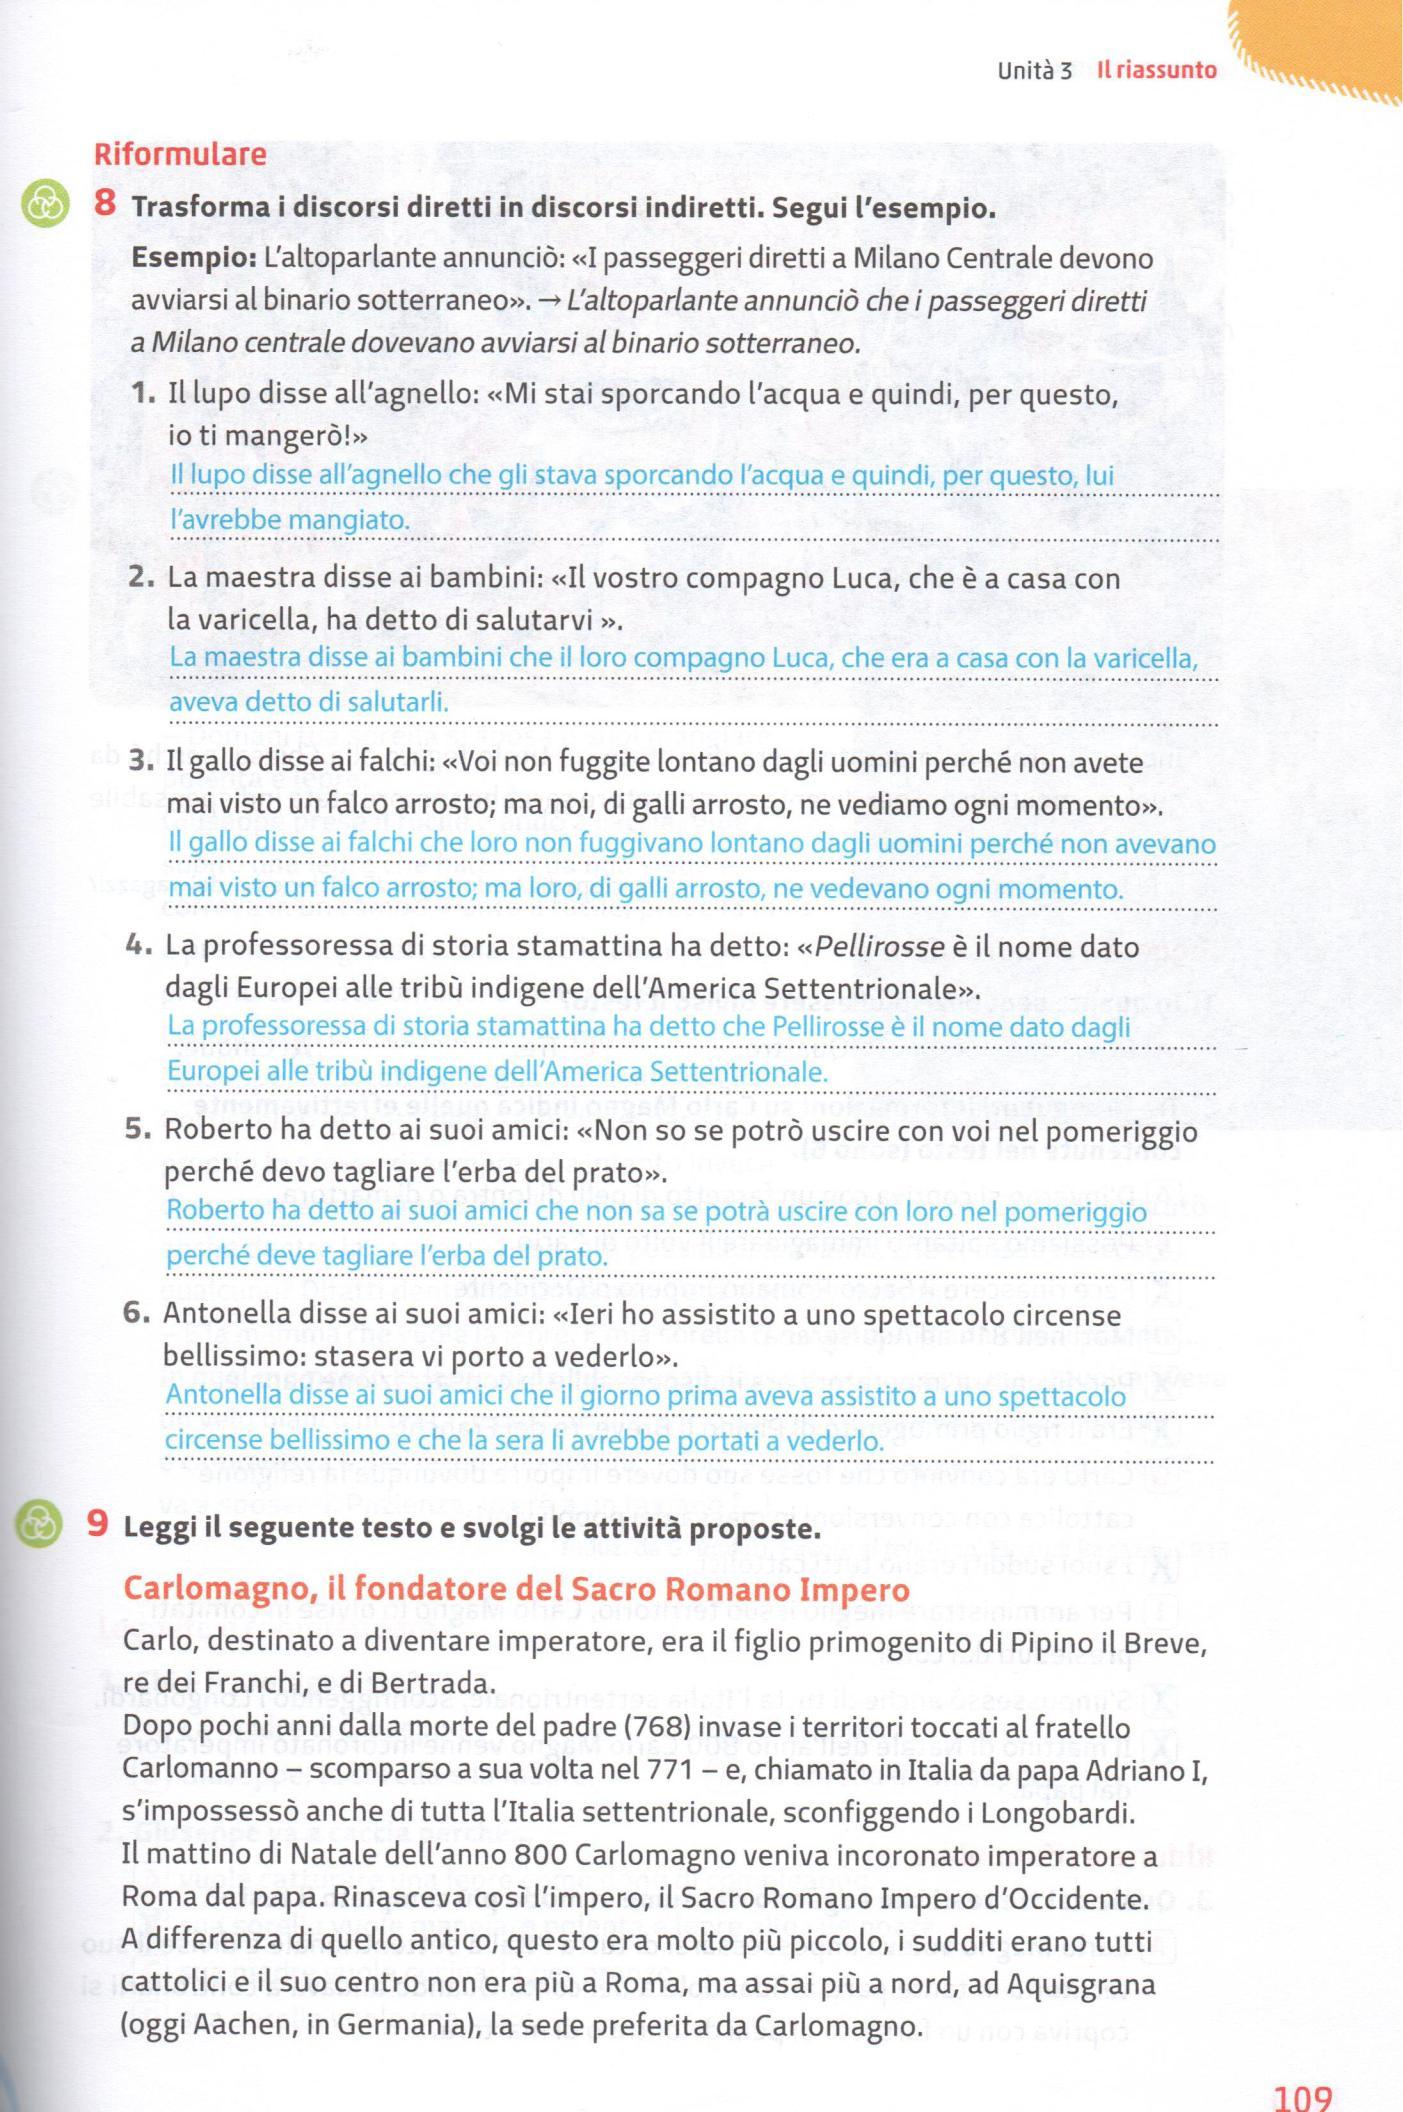 Unità 3 Il riassunto
Riformulare
8 Trasforma i discorsi diretti in discorsi indiretti. Segui l'esempio.
Esempio: L'altoparlante annunciò: «I passeggeri diretti a Milano Centrale devono
avviarsi al binario sotterraneo». → L'altoparlante annunciò che i passeggeri diretti
a Milano centrale dovevano avviarsi al binario sotterraneo.
1. Il lupo disse all'agnello: «Mi stai sporcando l'acqua e quindi, per questo,
io ti mangerò!»
Il lupo disse all'agnello che gli stava sporcando l'acqua e quindi, per questo, lui
l'avrebbe mangiato.
2. La maestra disse ai bambini: «Il vostro compagno Luca, che è a casa con
la varicella, ha detto di salutarvi ».
La maestra disse ai bambini che il loro compagno Luca, che era a casa con la varicella,
aveva detto di salutarli.
3. Il gallo disse ai falchi: «Voi non fuggite lontano dagli uomini perché non avete
mai visto un falco arrosto; ma noi, di galli arrosto, ne vediamo ogni momento».
Il gallo disse ai falchi che loro non fuggivano lontano dagli uomini perché non avevano
mai visto un falco arrosto; ma loro, di galli arrosto, ne vedevano ogni momento.
4. La professoressa di storia stamattina ha detto: «Pellirosse è il nome dato
dagli Europei alle tribù indigene dell'America Settentrionale».
La professoressa di storia stamattina ha detto che Pellirosse è il nome dato dagli
Europei alle tribù indigene dell'America Settentrionale.
5. Roberto ha detto ai suoi amici: «Non so se potrò uscire con voi nel pomeriggio
perché devo tagliare l'erba del prato».
Roberto ha detto ai suoi amici che non sa se potrà uscire con loro nel pomeriggio
perché deve tagliare l'erba del prato.
6. Antonella disse ai suoi amici: «Ieri ho assistito a uno spettacolo circense
bellissimo: stasera vi porto a vederlo».
Antonella disse ai suoi amici che il giorno prima aveva assistito a uno spettacolo
circense bellissimo e che la sera li avrebbe portati a vederlo.
9 Leggi il seguente testo e svolgi le attività proposte.
Carlomagno, il fondatore del Sacro Romano Impero
Carlo, destinato a diventare imperatore, era il figlio primogenito di Pipino il Breve,
re dei Franchi, e di Bertrada.
Dopo pochi anni dalla morte del padre (768) invase i territori toccati al fratello
Carlomanno – scomparso a sua volta nel 771 – e, chiamato in Italia da papa Adriano I,
s'impossessò anche di tutta l'Italia settentrionale, sconfiggendo i Longobardi.
Il mattino di Natale dell'anno 800 Carlomagno veniva incoronato imperatore a
Roma dal papa. Rinasceva così l'impero, il Sacro Romano Impero d'Occidente.
A differenza di quello antico, questo era molto più piccolo, i sudditi erano tutti
cattolici e il suo centro non era più a Roma, ma assai più a nord, ad Aquisgrana
(oggi Aachen, in Germania), la sede preferita da Carlomagno.
109